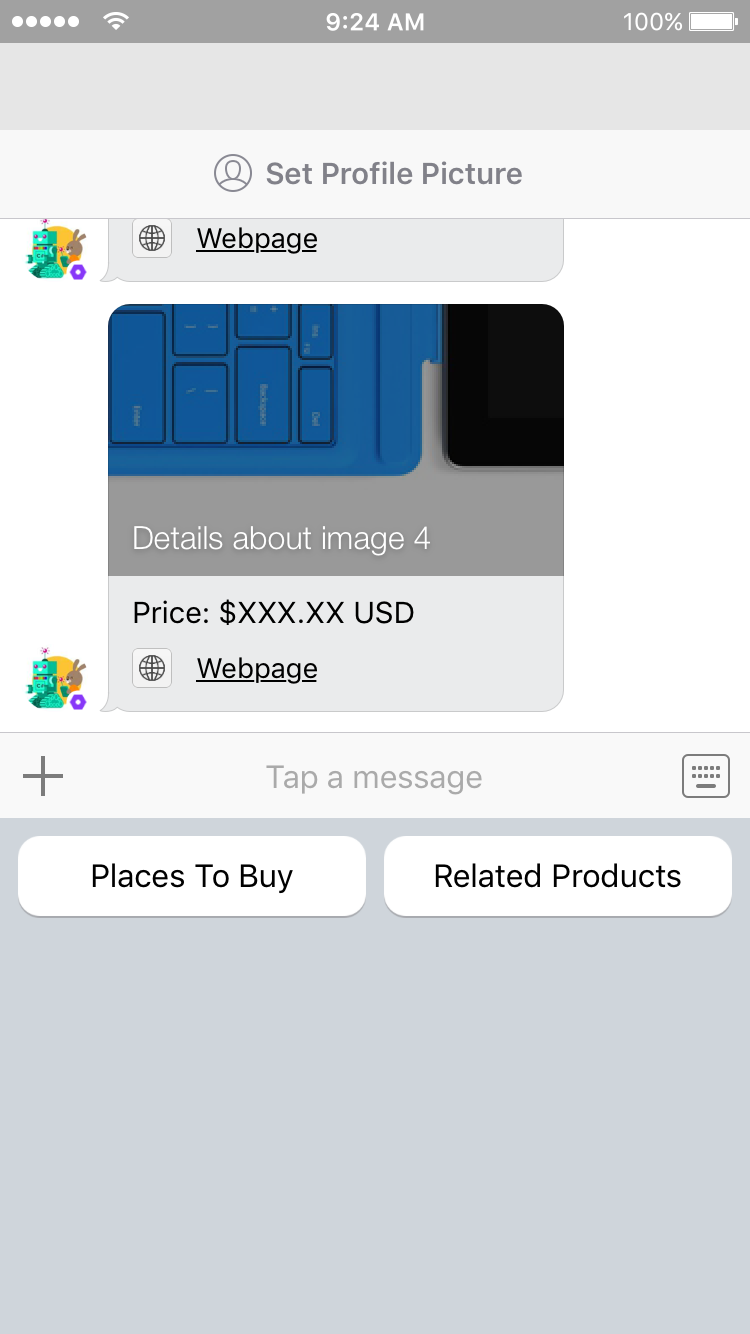 9:24 AM
100%
Set Profile Picture
Webpage
Enter
Backspace
Del
Details about image 4
Price: $XXX.XX USD
Webpage
Tap a message
Places To Buy
Related Products